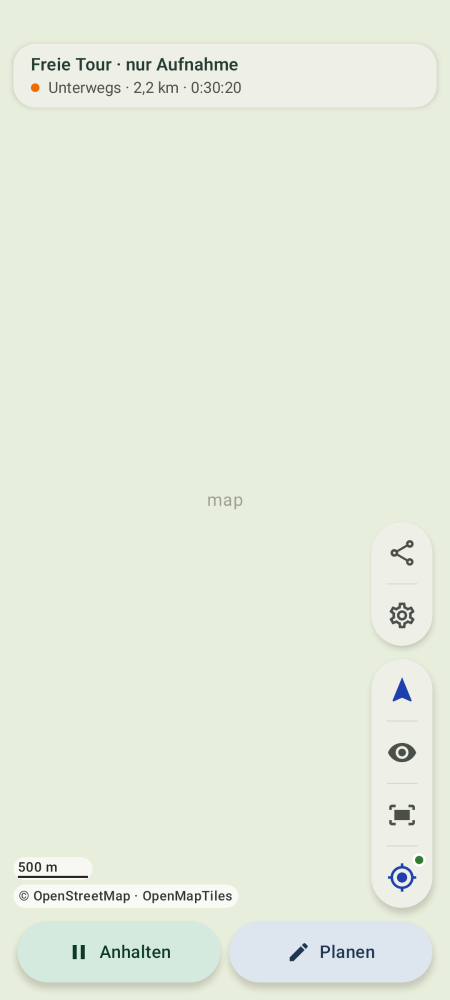 Freie Tour · nur Aufnahme
Unterwegs · 2,2 km · 0:30:20
map
500 m
© OpenStreetMap · OpenMapTiles
Anhalten
Planen